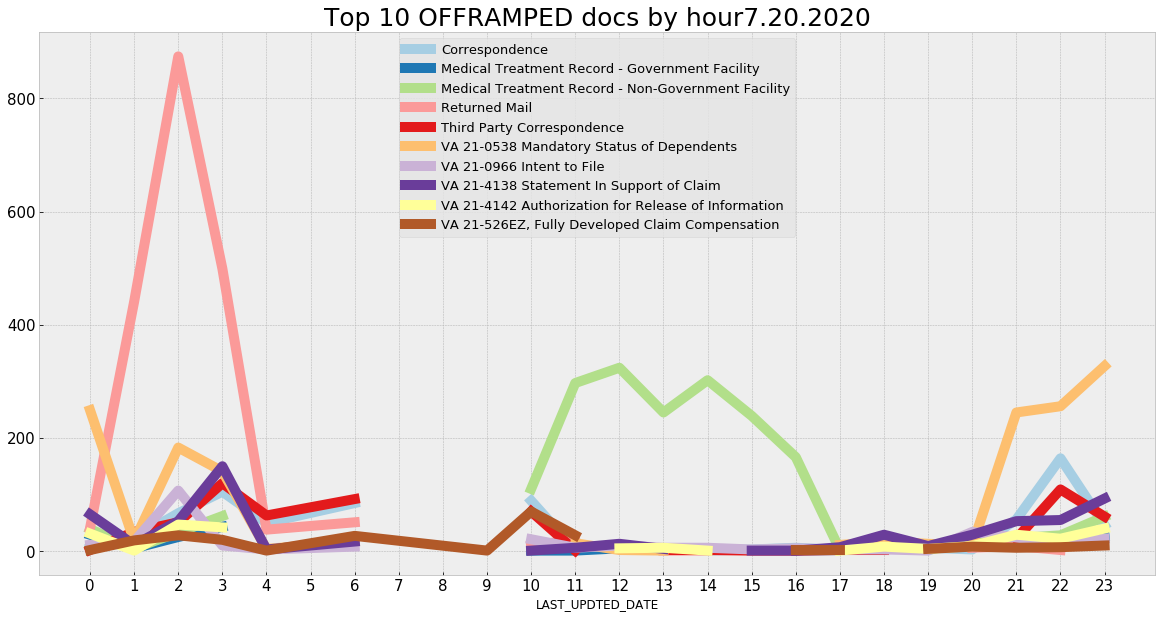 Top 10 OFFRAMPED docs by hour7.20.2020
Correspondence
Medical Treatment Record - Government Facility
Medical Treatment Record - Non-Government Facility
Returned Mail
Third Party Correspondence
VA 21-0538 Mandatory Status of Dependents
VA 21-0966 Intent to File
VA 21-4138 Statement In Support of Claim
VA 21-4142 Authorization for Release of Information
VA 21-526EZ, Fully Developed Claim Compensation
800
600
400
200
0
0 1 2 3 4 5 6 7 8 9 10 11 12 13 14 15 16 17 18 19 20 21 22 23
LAST_UPDTED_DATE